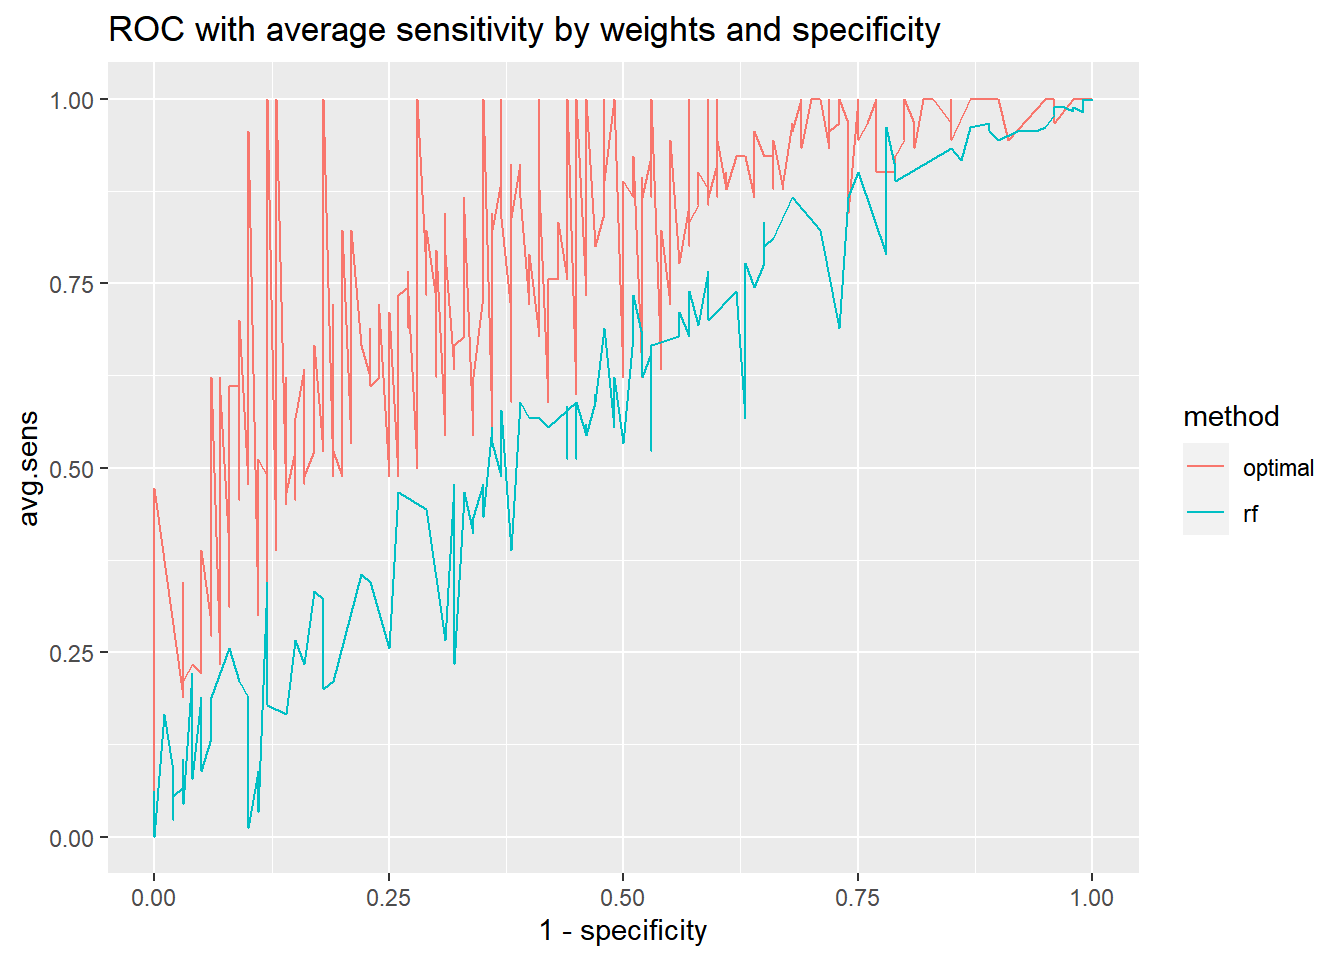 ROC with average sensitivity by weights and specificity
1.00
0.75
0.50
0.25
0.00
avg.sens
0.00 0.25 0.50 0.75 1.00
1 - specificity
method
optimal
rf